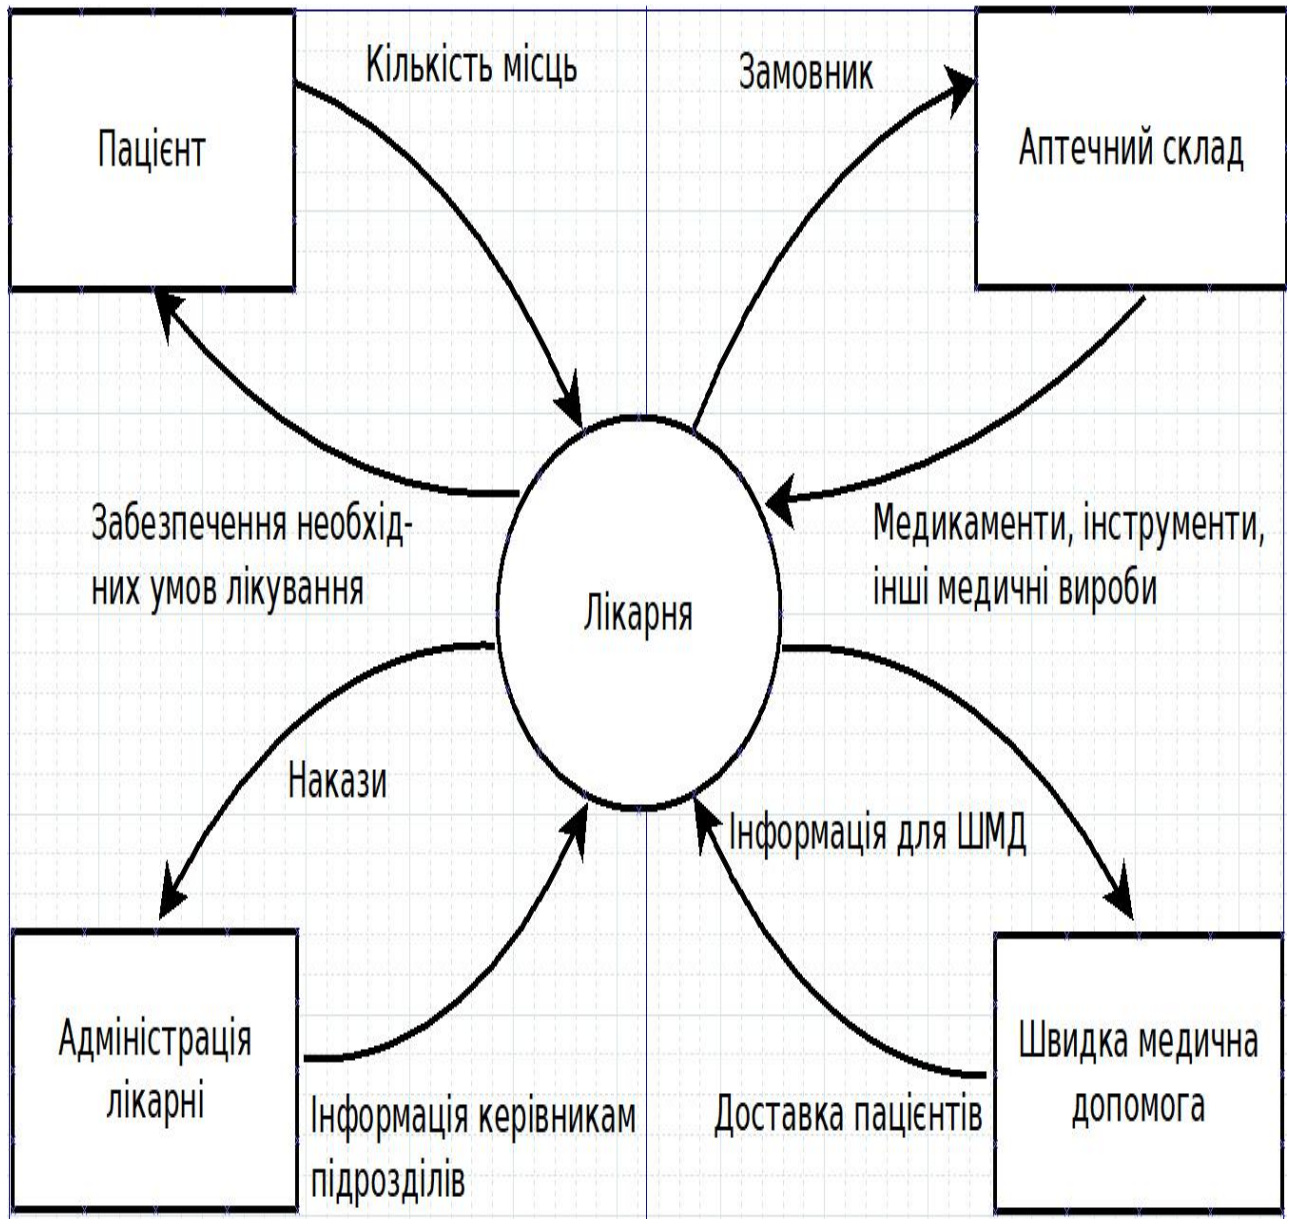 Кількість місць
Замовник
Пацієнт
Аптечний склад
Забезпечення необхід-
них умов лікування
Медикаменти, інструменти,
інші медичні вироби
Лікарня
Накази
Інформація для ШМД
Адміністрація
лікарні
Швидка медична
допомога
Інформація керівникам
підрозділів
Доставка пацієнтів